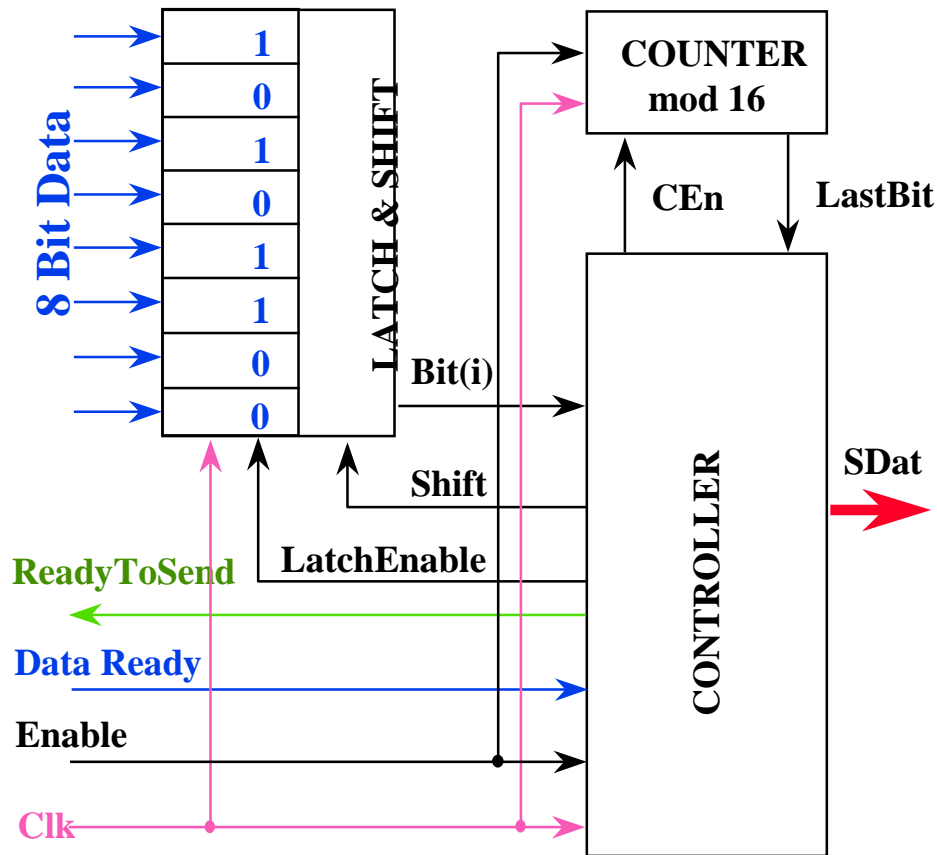 8 Bit Data
1
0
1
0
1
1
0
0
LATCH & SHIFT
COUNTER
mod 16
CEn
LastBit
Bit(i)
Shift
LatchEnable
ReadyToSend
Data Ready
Enable
Clk
CONTROLLER
SDat